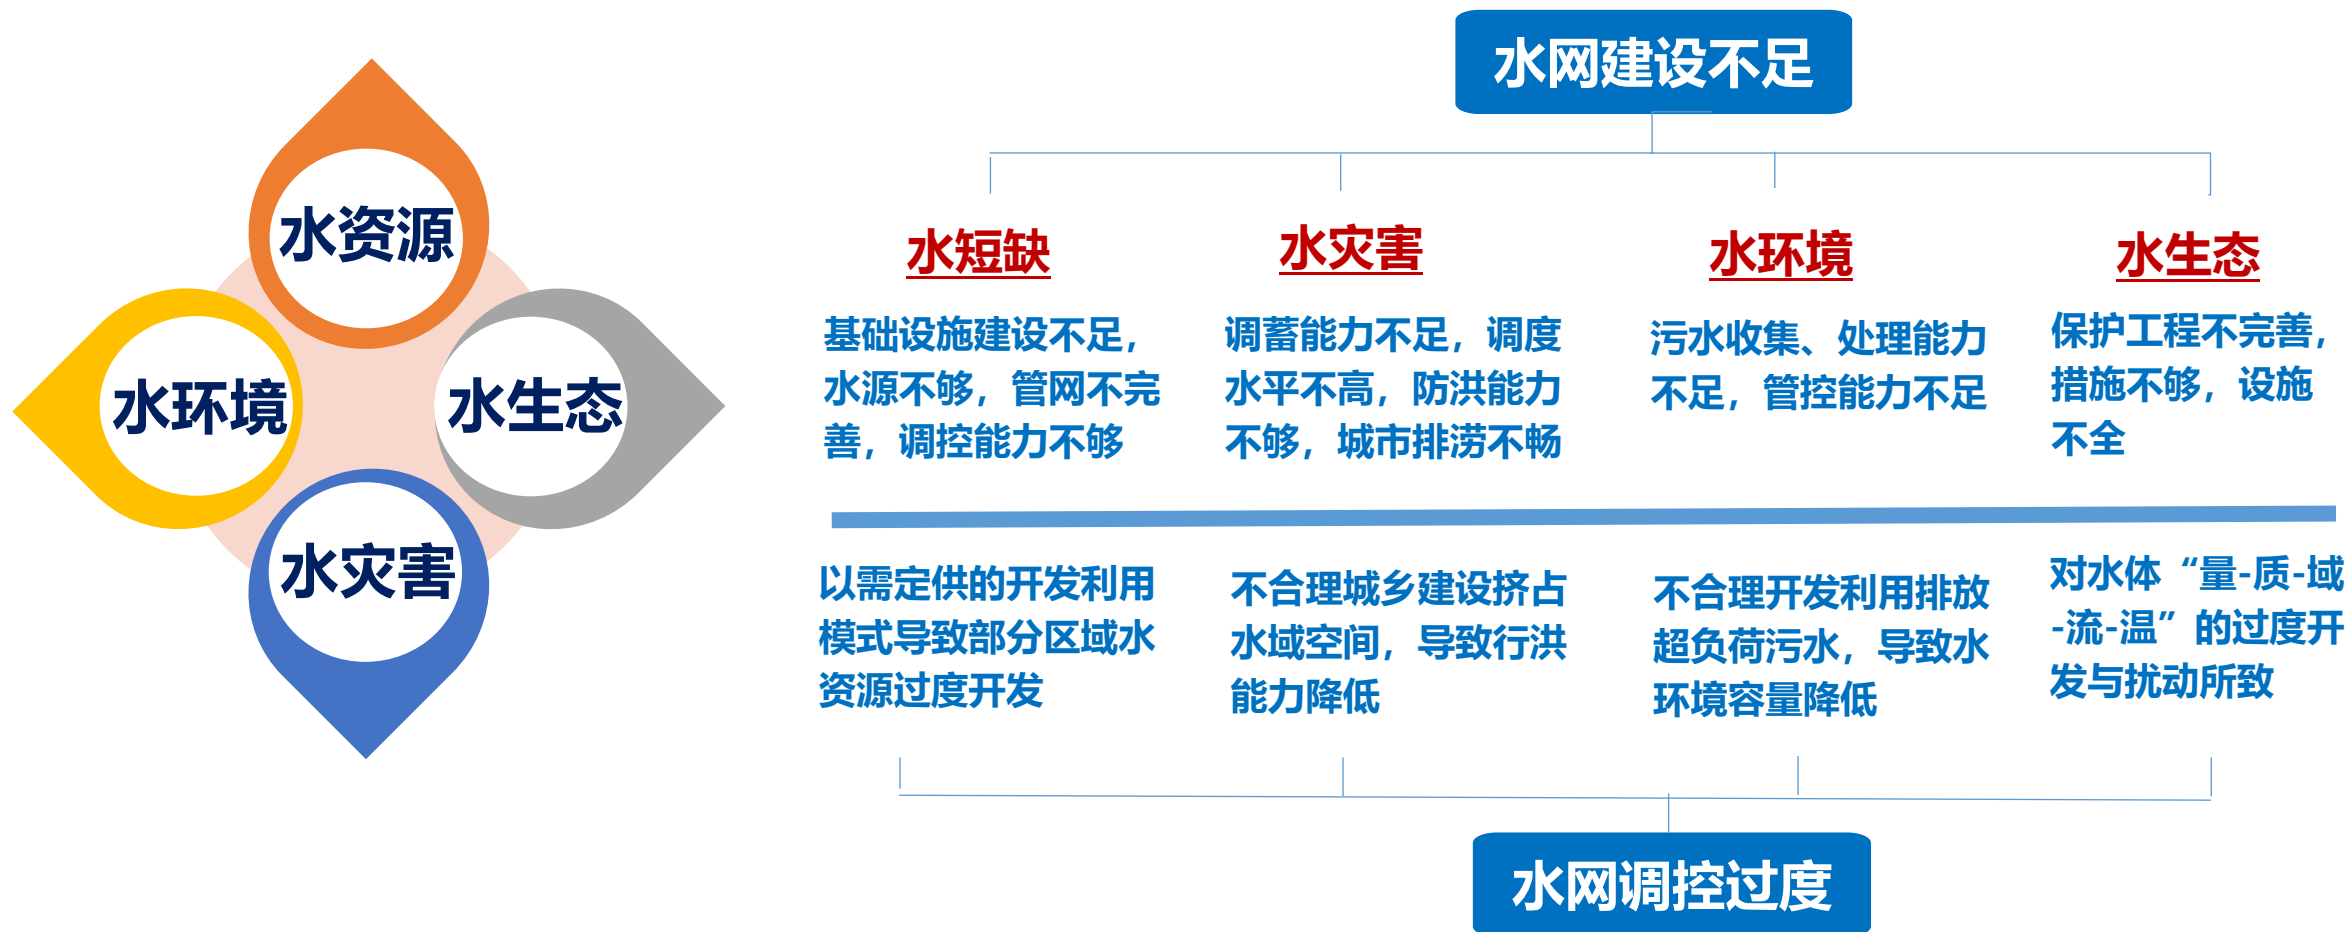 水资源
水环境
水生态
水灾害
水网建设不足
水短缺
水灾害
水环境
水生态
基础设施建设不足，
水源不够，管网不完
善，调控能力不够
调蓄能力不足，调度
水平不高，防洪能力
不够，城市排涝不畅
污水收集、处理能力
不足，管控能力不足
保护工程不完善，
措施不够，设施
不全
以需定供的开发利用
模式导致部分区域水
资源过度开发
不合理城乡建设挤占
水域空间，导致行洪
能力降低
不合理开发利用排放
超负荷污水，导致水
环境容量降低
对水体“量-质-域
-流-温”的过度开
发与扰动所致
水网调控过度